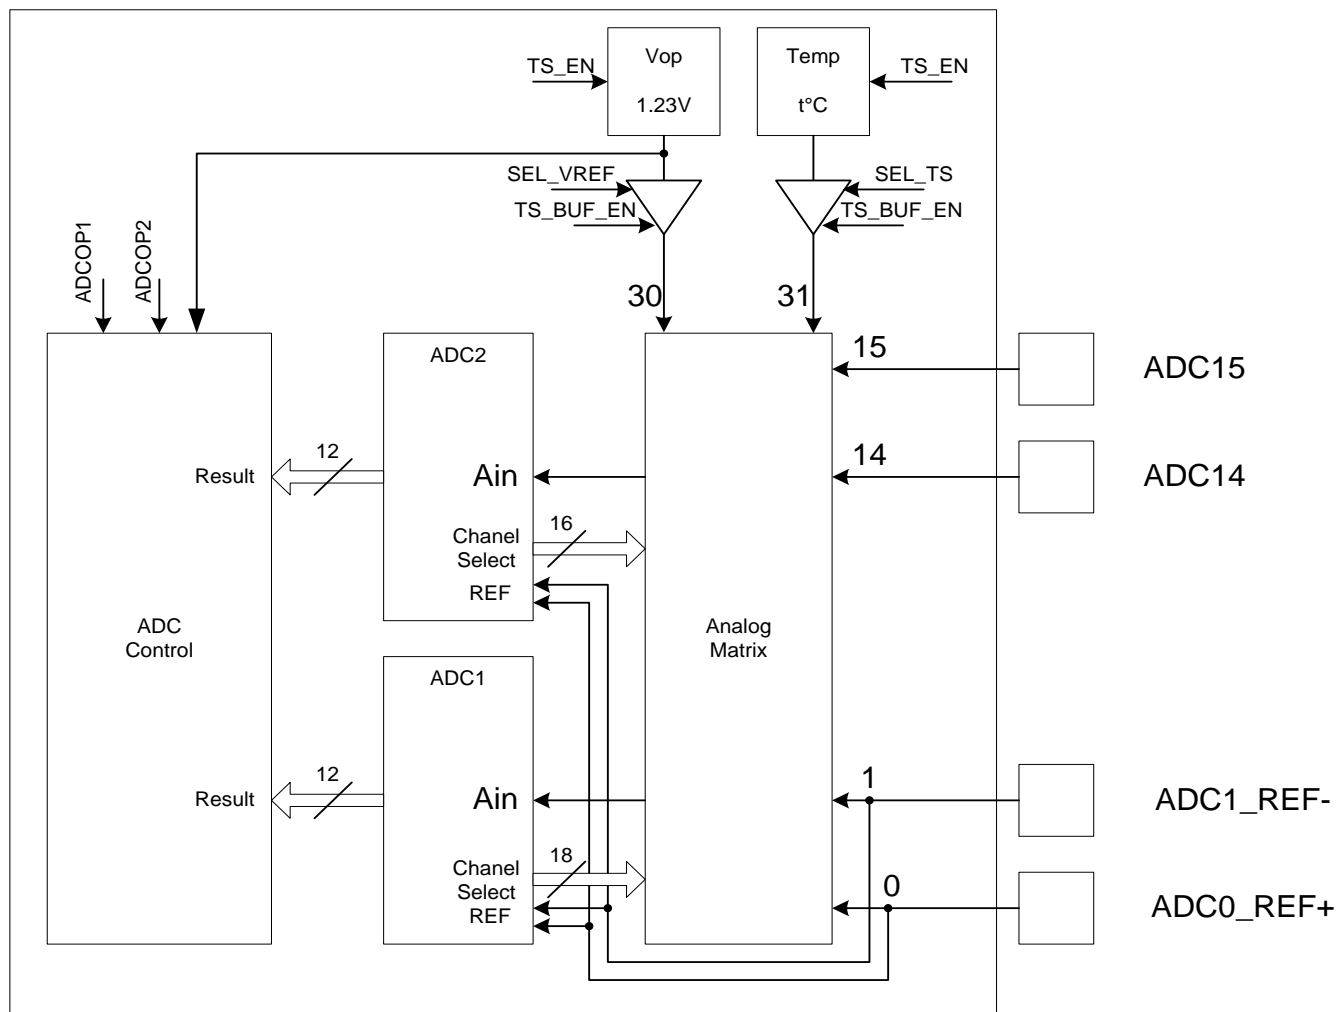 Vop
Temp
TS_EN
TS_EN
1.23V
t°C
SEL_VREF
SEL_TS
TS_BUF_EN
TS_BUF_EN
ADCOP1
ADCOP2
30
31
ADC2
15
ADC15
12
Result
Ain
14
ADC14
16
Chanel
Select
REF
ADC
Control
Analog
Matrix
ADC1
12
Result
Ain
1
ADC1_REF-
18
Chanel
Select
REF
0
ADC0_REF+